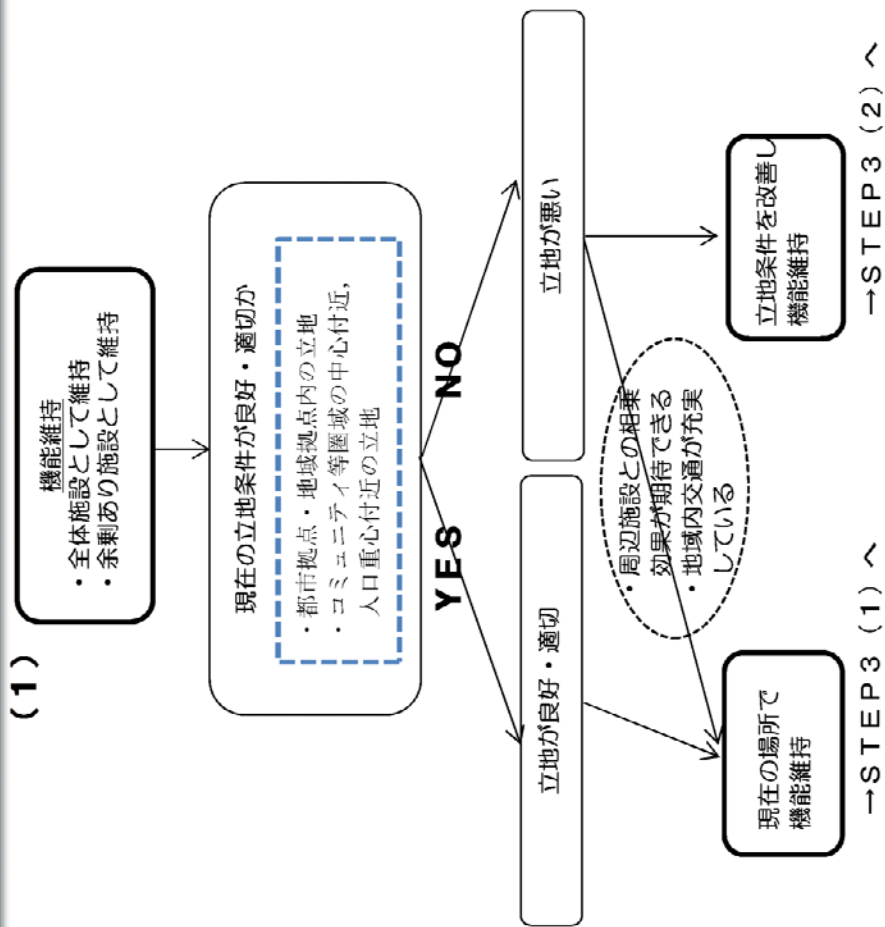 (1)
機能維持
・全体施設として維持
・余剰あり施設として維持
現在の立地条件が良好・適切か
・都市拠点・地域拠点内の立地
・コミュニティ等圏域の中心付近,
人口重心付近の立地
YES
NO
立地が良好・適切
立地が悪い
・周辺施設との相乗
効果が期待できる
・地域内交通が充実
している
現在の場所で
機能維持
立地条件を改善し
機能維持
→STEP3(1)へ
→STEP3(2)へ